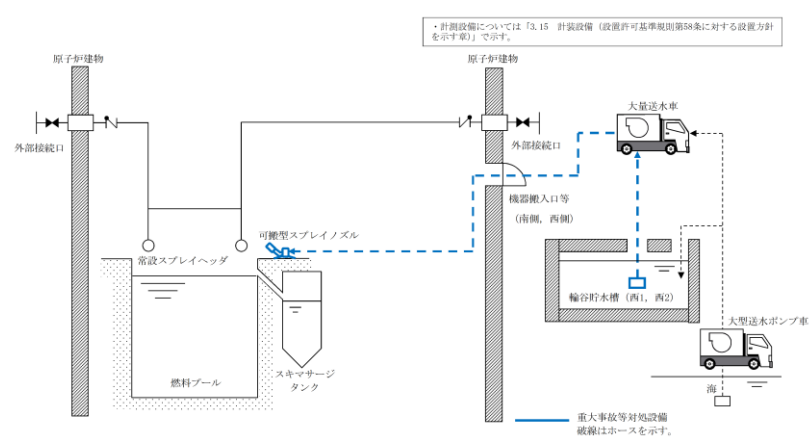 ・計測設備については「3.15　計装設備（設置許可基準規則第58条に対する設置方針
を示す章）」で示す。
原子炉建物
原子炉建物
大量送水車
外部接続口
外部接続口
機器搬入口等
（南側，西側）
可搬型スプレイノズル
常設スプレイヘッダ
輪谷貯水槽（西1，西2）
大型送水ポンプ車
スキマサージ
タンク
燃料プール
海
重大事故等対処設備
破線はホースを示す。